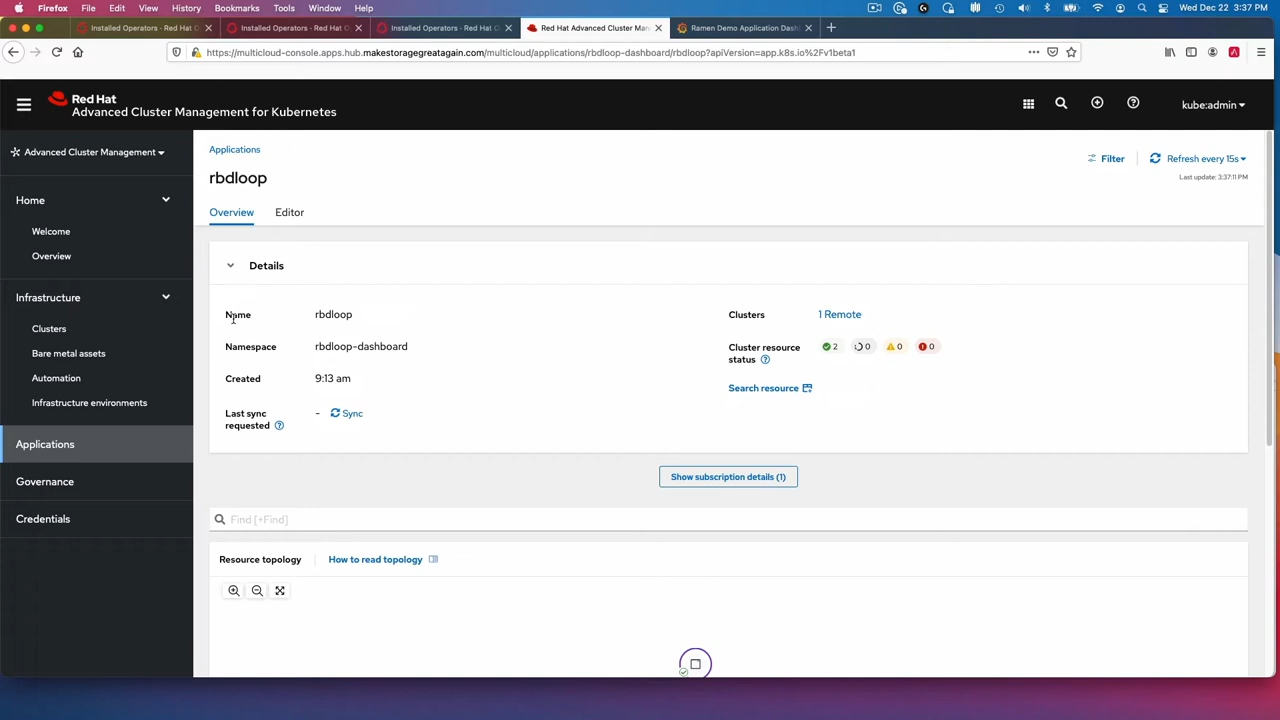 Firefox File Edit View History Bookmarks Tools Window Help Wed Dec 22 3:37 PM
Installed Operators · Red Hat O Installed Operators · Red Hat O Installed Operators · Red Hat O Red Hat Advanced Cluster Man Ramen Demo Application Dash
https://multicloud-console.apps.hub.makestoragegreatagain.com/multicloud/applications/rbdloop-dashboard/rbdloop?apiVersion=app.k8s.io%2Fv1beta1
Red Hat
Advanced Cluster Management for Kubernetes
kube:admin
Advanced Cluster Management
Home
Welcome
Overview
Infrastructure
Clusters
Bare metal assets
Automation
Infrastructure environments
Applications
Governance
Credentials
Applications
Filter Refresh every 15s
rbdloop
Last update: 3:37:11 PM
Overview Editor
Details
Name rbdloop Clusters 1 Remote
Namespace rbdloop-dashboard Cluster resource status 2 0 0 0
Created 9:13 am Search resource
Last sync requested - Sync
Show subscription details (1)
Find [+Find]
Resource topology How to read topology